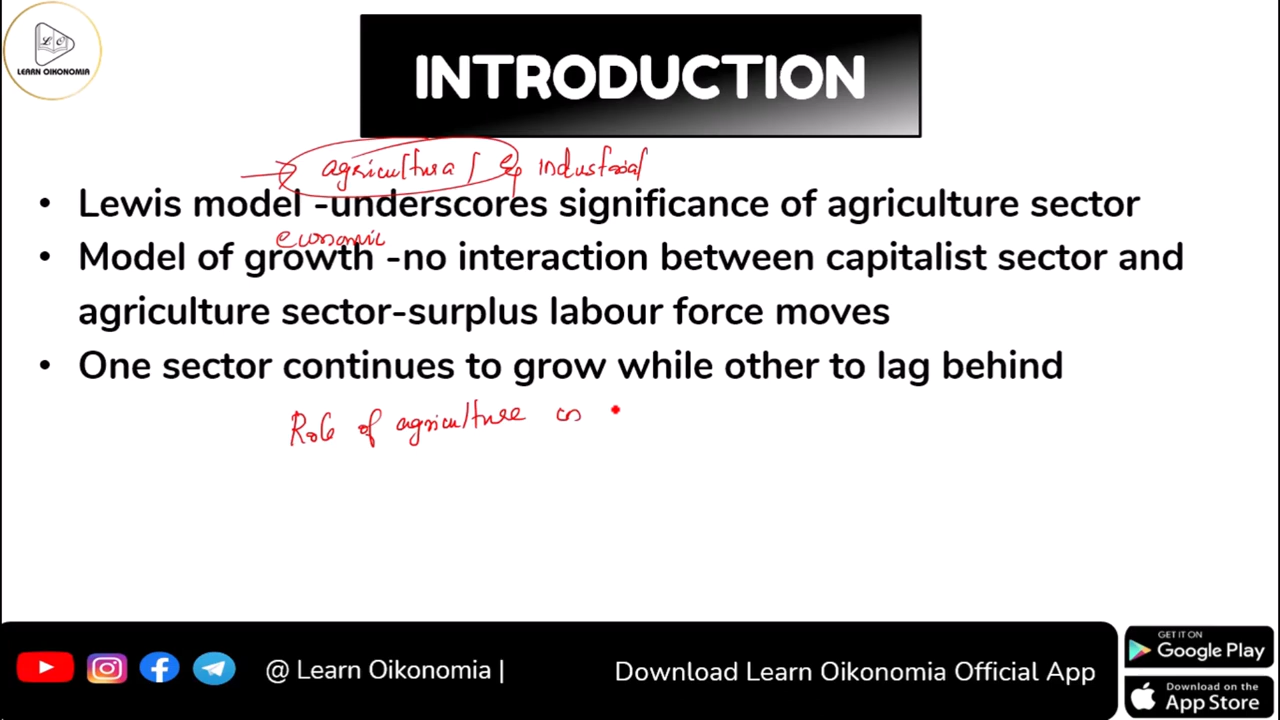 LO
LEARN OIKONOMIA
INTRODUCTION
agricultural & industrial
• Lewis model -underscores significance of agriculture sector
economic
• Model of growth -no interaction between capitalist sector and
agriculture sector-surplus labour force moves
• One sector continues to grow while other to lag behind
Role of agriculture
@ Learn Oikonomia |
Download Learn Oikonomia Official App
GET IT ON
Google Play
Download on the
App Store